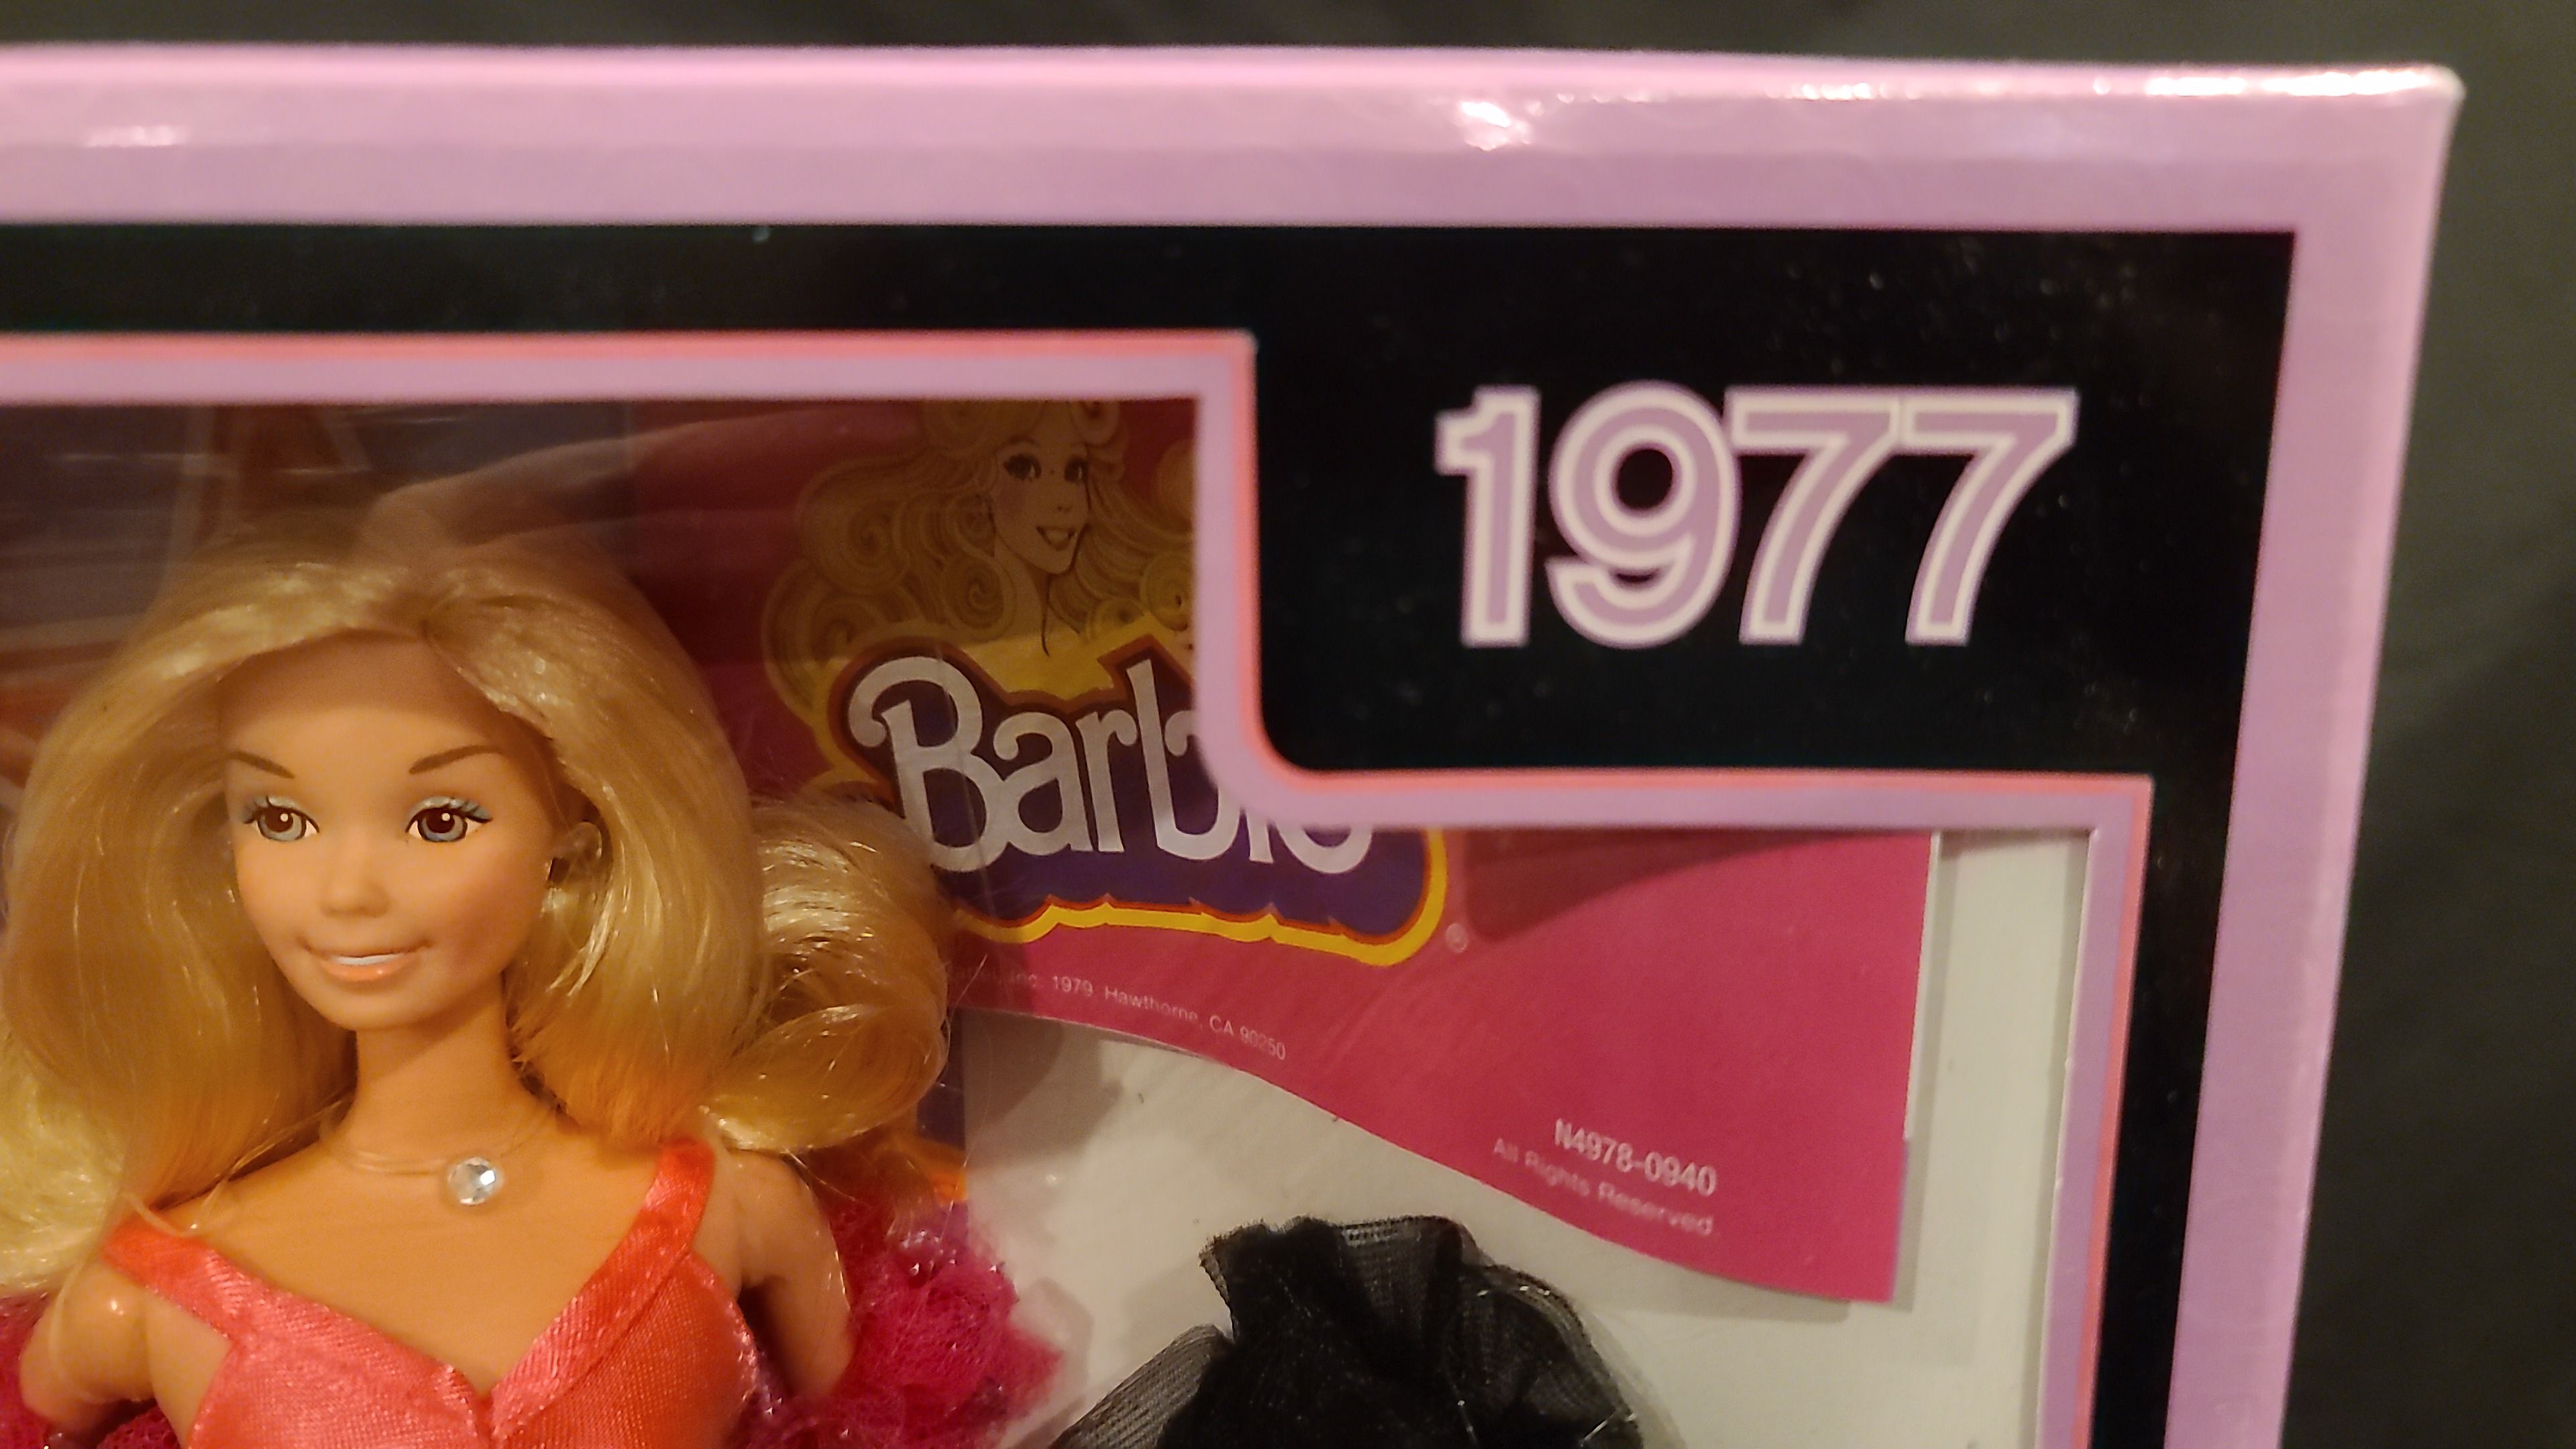 1977
Barbie
®
Inc. 1979. Hawthorne, CA 90250
N4978-0940
All Rights Reserved